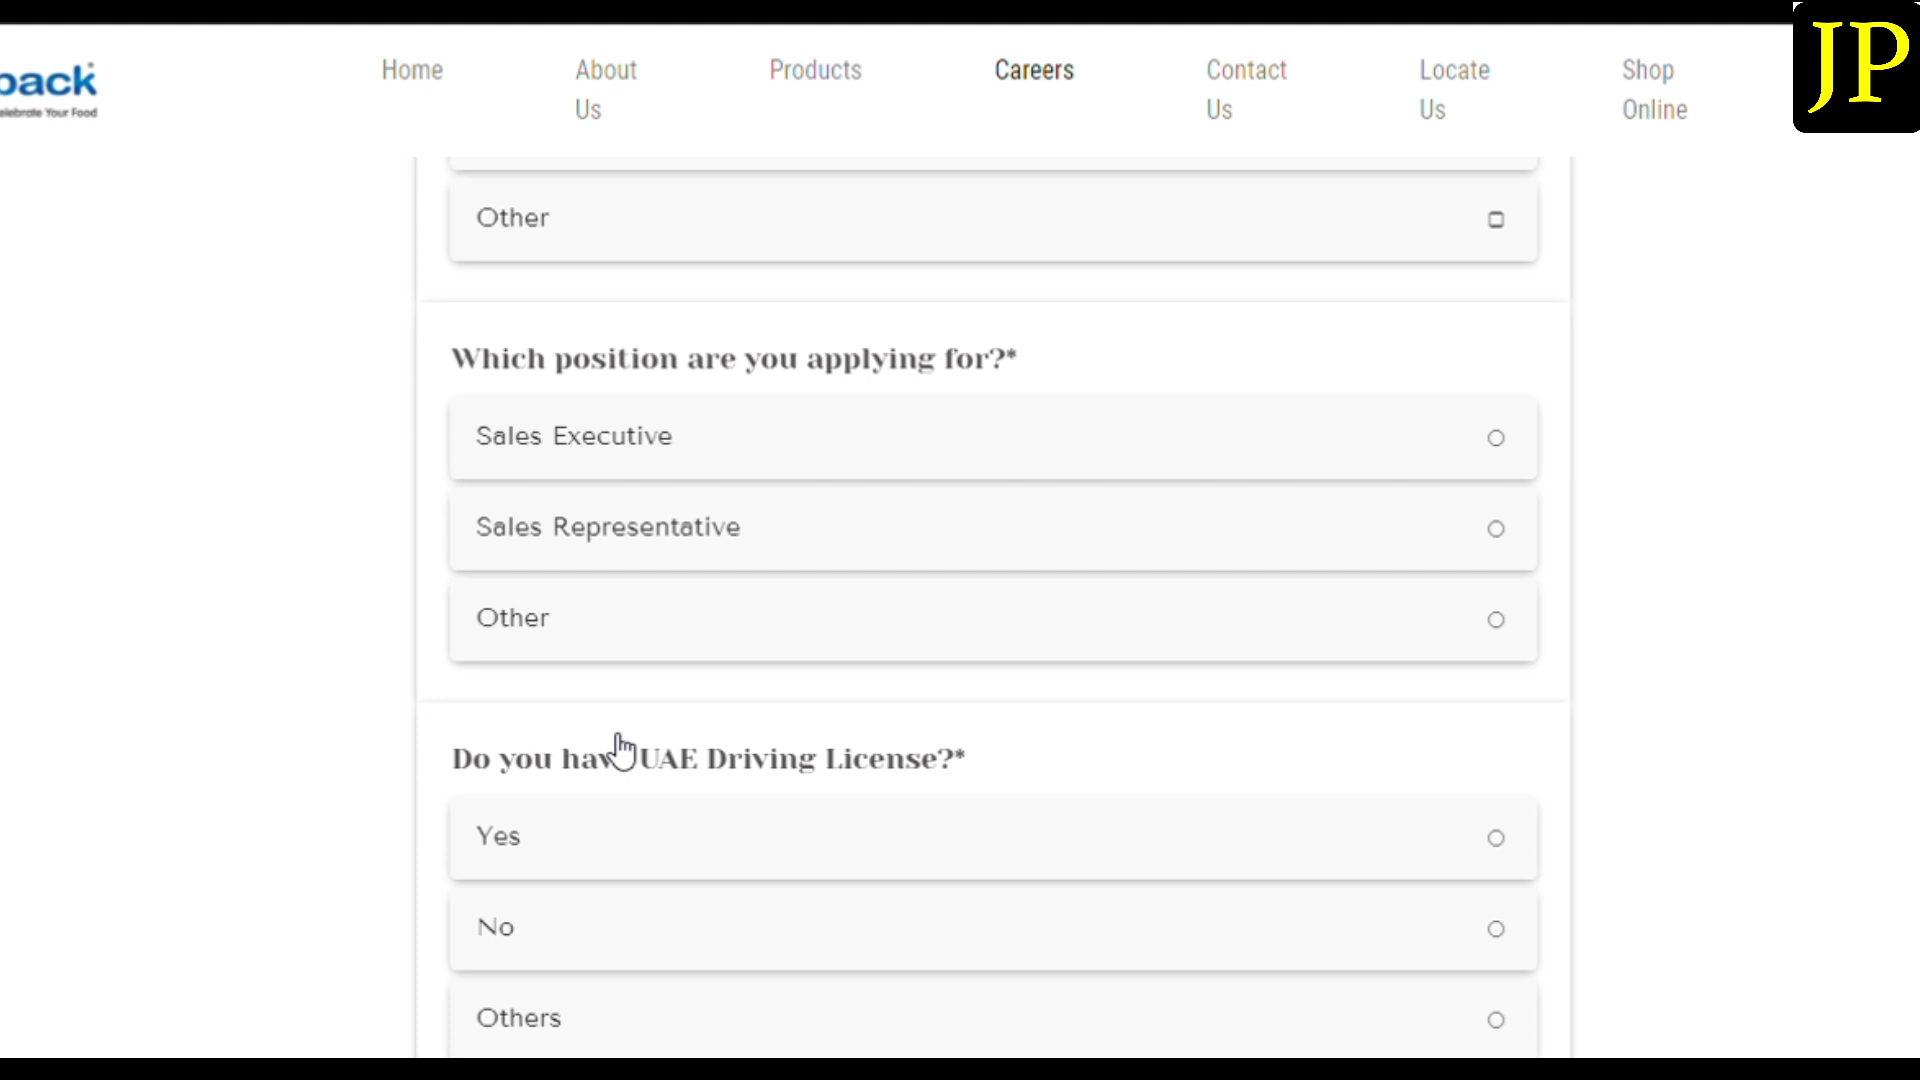 Home
About Us
Products
Careers
Contact Us
Locate Us
Shop Online
JP
pack
elebrate Your Food
Other
Which position are you applying for?*
Sales Executive
Sales Representative
Other
Do you hav UAE Driving License?*
Yes
No
Others